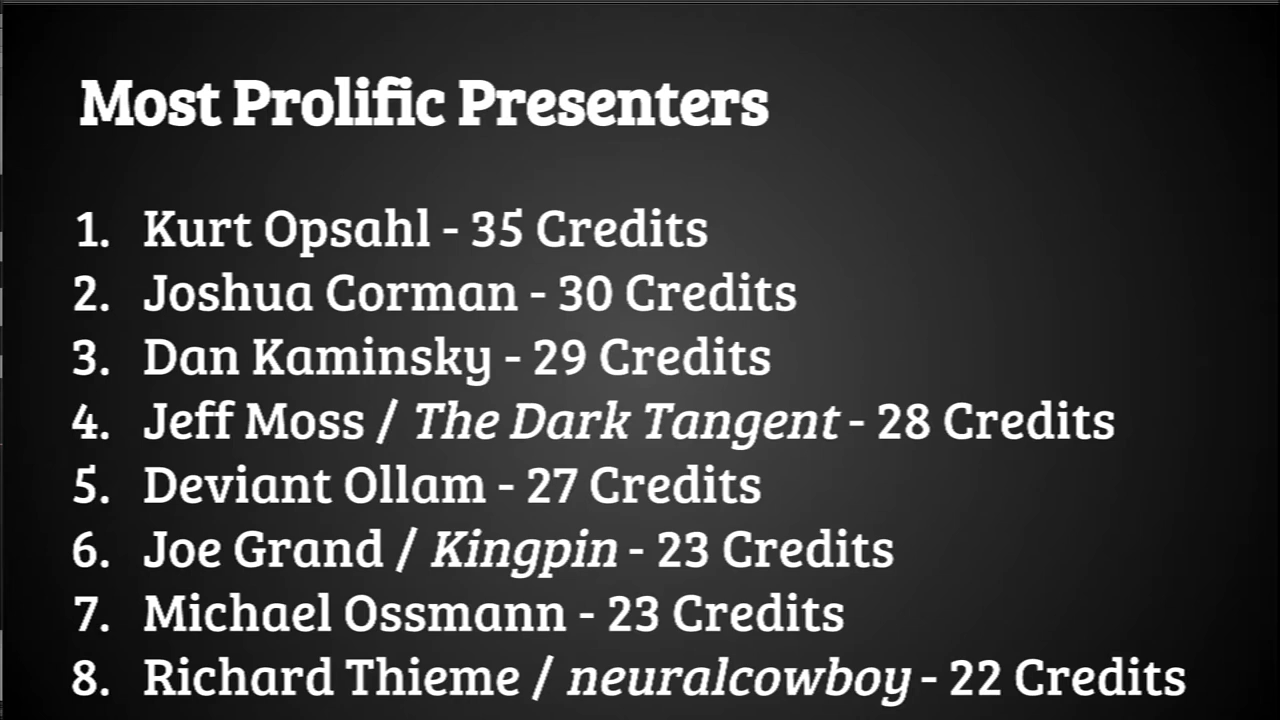 Most Prolific Presenters
1. Kurt Opsahl - 35 Credits
2. Joshua Corman - 30 Credits
3. Dan Kaminsky - 29 Credits
4. Jeff Moss / The Dark Tangent - 28 Credits
5. Deviant Ollam - 27 Credits
6. Joe Grand / Kingpin - 23 Credits
7. Michael Ossmann - 23 Credits
8. Richard Thieme / neuralcowboy - 22 Credits